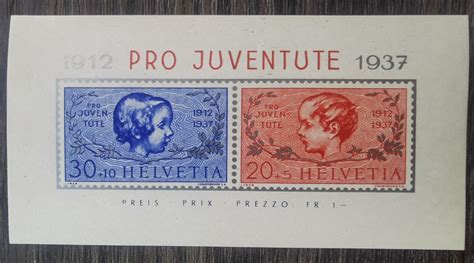 1912 PRO JUVENTUTE 1937
PRO
JUVEN-
TUTE
1912
1937
30+10 HELVETIA
PRO
JUVEN-
TUTE
1912
1937
20+5 HELVETIA
PREIS · PRIX · PREZZO FR 1—